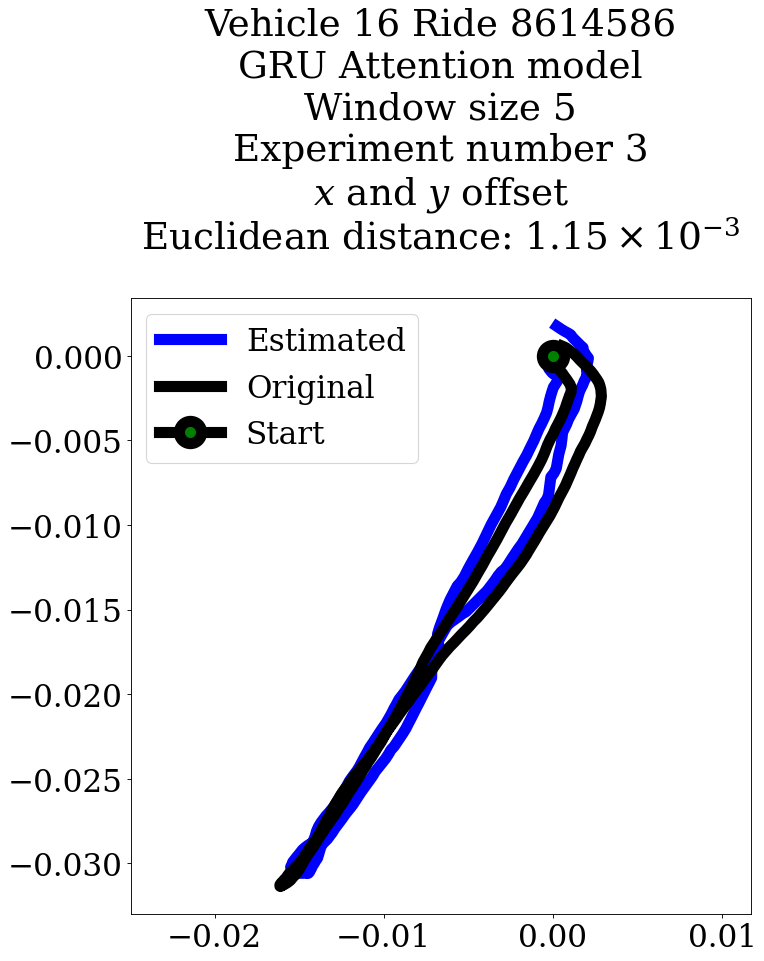 Vehicle 16 Ride 8614586
GRU Attention model
Window size 5
Experiment number 3
x and y offset
Euclidean distance: 1.15 × 10⁻³
Estimated
Original
Start
0.000
−0.005
−0.010
−0.015
−0.020
−0.025
−0.030
−0.02 −0.01 0.00 0.01